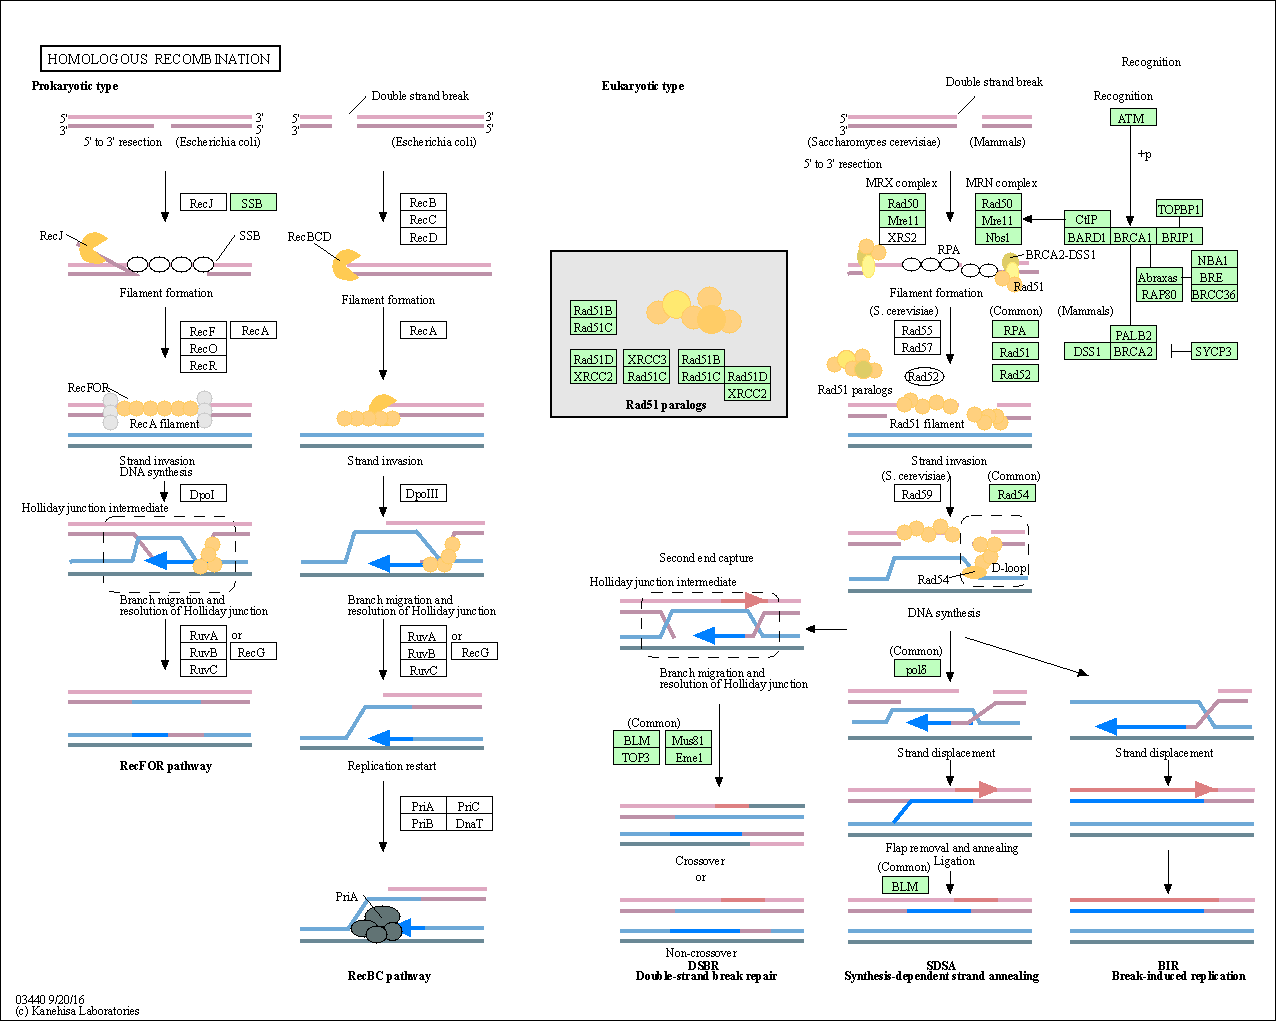 HOMOLOGOUS RECOMBINATION
Prokaryotic type
Double strand break
5'
3'
3'
5'
5'
3'
3'
5'
5' to 3' resection
(Escherichia coli)
(Escherichia coli)
RecJ
SSB
RecB
RecC
RecD
RecJ
SSB
RecBCD
Filament formation
Filament formation
RecF
RecA
RecO
RecR
RecA
RecFOR
RecA filament
Strand invasion
DNA synthesis
Strand invasion
DpoI
DpoIII
Holliday junction intermediate
Branch migration and
resolution of Holliday junction
Branch migration and
resolution of Holliday junction
RuvA
or
RuvB
RecG
RuvC
RuvA
or
RuvB
RecG
RuvC
RecFOR pathway
Replication restart
PriA
PriC
PriB
DnaT
PriA
RecBC pathway
Eukaryotic type
Double strand break
Recognition
Recognition
ATM
+p
5'
3'
(Saccharomyces cerevisiae)
(Mammals)
5' to 3' resection
MRX complex
MRN complex
Rad50
Mre11
XRS2
Rad50
Mre11
Nbs1
CtIP
TOPBP1
BARD1
BRCA1
BRIP1
RPA
BRCA2-DSS1
Rad51
NBA1
Abraxas
BRE
RAP80
BRCC36
Filament formation
(S. cerevisiae)
(Common)
(Mammals)
Rad55
Rad57
RPA
Rad51
Rad52
PALB2
DSS1
BRCA2
SYCP3
Rad52
Rad51 paralogs
Rad51B
Rad51C
Rad51D
XRCC2
XRCC3
Rad51C
Rad51B
Rad51C
Rad51D
XRCC2
Rad51 paralogs
Rad51 filament
Strand invasion
(S. cerevisiae)
(Common)
Rad59
Rad54
Rad54
D-loop
DNA synthesis
Second end capture
Holliday junction intermediate
Branch migration and
resolution of Holliday junction
(Common)
polδ
(Common)
BLM
TOP3
Mus81
Eme1
Strand displacement
Strand displacement
Crossover
or
Flap removal and annealing
Ligation
(Common)
BLM
Non-crossover
DSBR
Double-strand break repair
SDSA
Synthesis-dependent strand annealing
BIR
Break-induced replication
03440 9/20/16
(c) Kanehisa Laboratories